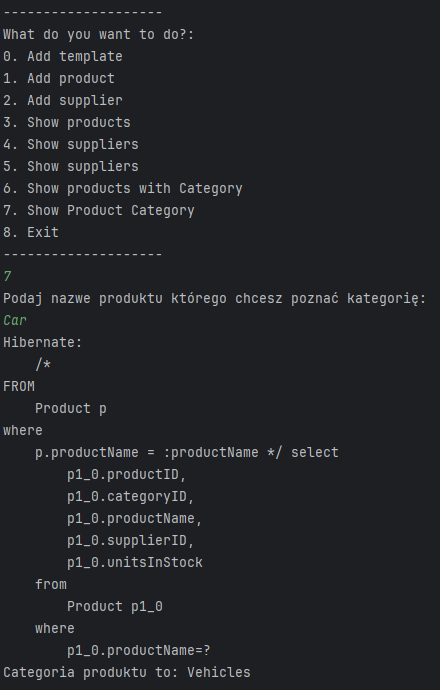 --------------------
What do you want to do?:
0. Add template
1. Add product
2. Add supplier
3. Show products
4. Show suppliers
5. Show suppliers
6. Show products with Category
7. Show Product Category
8. Exit
--------------------
7
Podaj nazwe produktu którego chcesz poznać kategorię:
Car
Hibernate:
    /*
FROM
    Product p
where
    p.productName = :productName */ select
        p1_0.productID,
        p1_0.categoryID,
        p1_0.productName,
        p1_0.supplierID,
        p1_0.unitsInStock
    from
        Product p1_0
    where
        p1_0.productName=?
Categoria produktu to: Vehicles